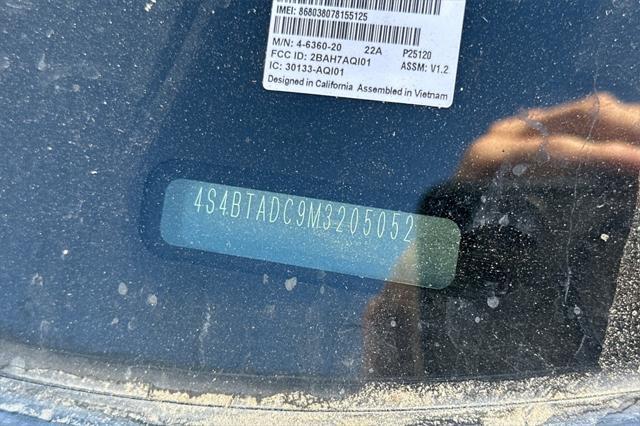 IMEI: 868038078155125
M/N: 4-6360-20 22A P25120
FCC ID: 2BAH7AQI01
IC: 30133-AQI01 ASSM: V1.2
Designed in California Assembled in Vietnam
4S4BTADC9M3205052